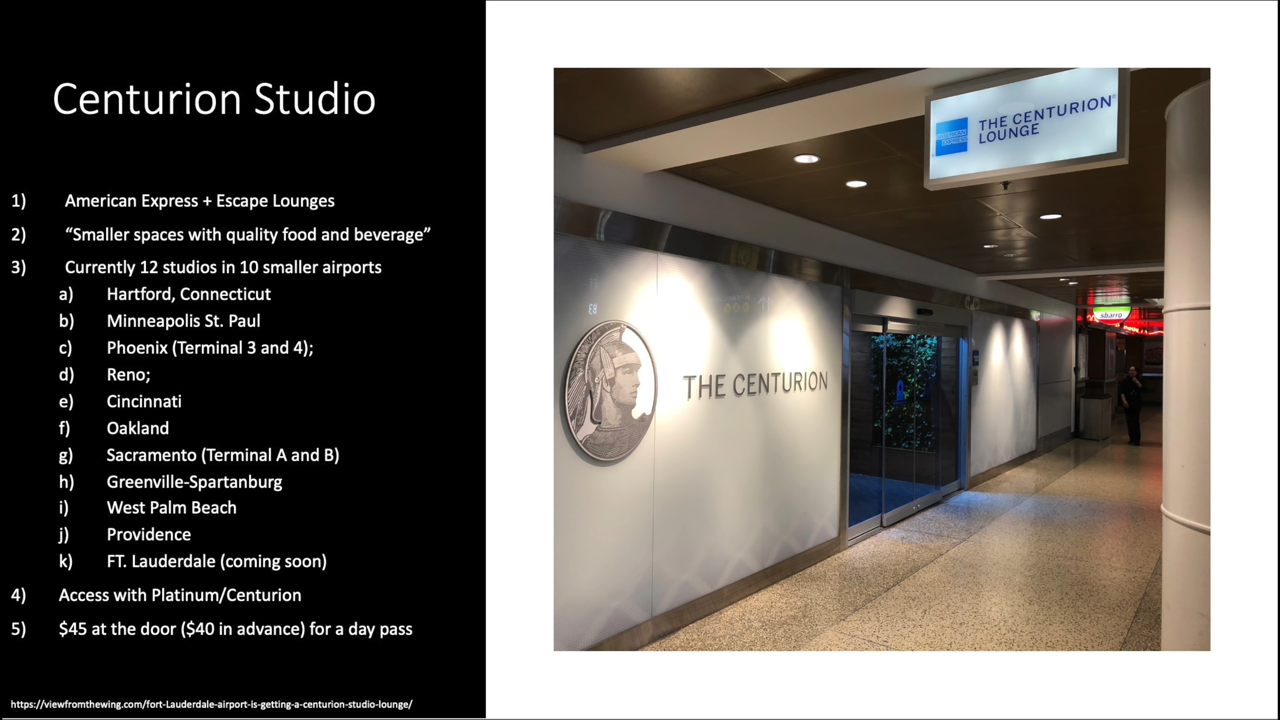 Centurion Studio
1) American Express + Escape Lounges
2) “Smaller spaces with quality food and beverage”
3) Currently 12 studios in 10 smaller airports
a) Hartford, Connecticut
b) Minneapolis St. Paul
c) Phoenix (Terminal 3 and 4);
d) Reno;
e) Cincinnati
f) Oakland
g) Sacramento (Terminal A and B)
h) Greenville-Spartanburg
i) West Palm Beach
j) Providence
k) FT. Lauderdale (coming soon)
4) Access with Platinum/Centurion
5) $45 at the door ($40 in advance) for a day pass
https://viewfromthewing.com/fort-Lauderdale-airport-is-getting-a-centurion-studio-lounge/
AMERICAN
EXPRESS
THE CENTURION®
LOUNGE
sbarro
THE CENTURION